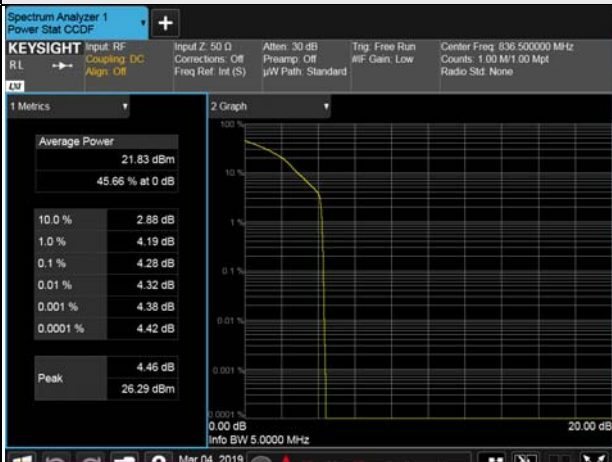 Spectrum Analyzer 1
Power Stat CCDF
+
KEYSIGHT
Input: RF
Input Z: 50 Ω
Atten: 30 dB
Trig: Free Run
Center Freq: 836.500000 MHz
RL
Coupling: DC
Corrections: Off
Preamp: Off
#IF Gain: Low
Counts: 1.00 M/1.00 Mpt
Align: Off
Freq Ref: Int (S)
µW Path: Standard
Radio Std: None
LXI
1 Metrics
2 Graph
Average Power
21.83 dBm
45.66 % at 0 dB
10.0 % 2.88 dB
1.0 % 4.19 dB
0.1 % 4.28 dB
0.01 % 4.32 dB
0.001 % 4.38 dB
0.0001 % 4.42 dB
Peak
4.46 dB
26.29 dBm
100 %
10 %
1 %
0.1 %
0.01 %
0.001 %
0.0001 %
0.00 dB
20.00 dB
Info BW 5.0000 MHz
Mar 04, 2019